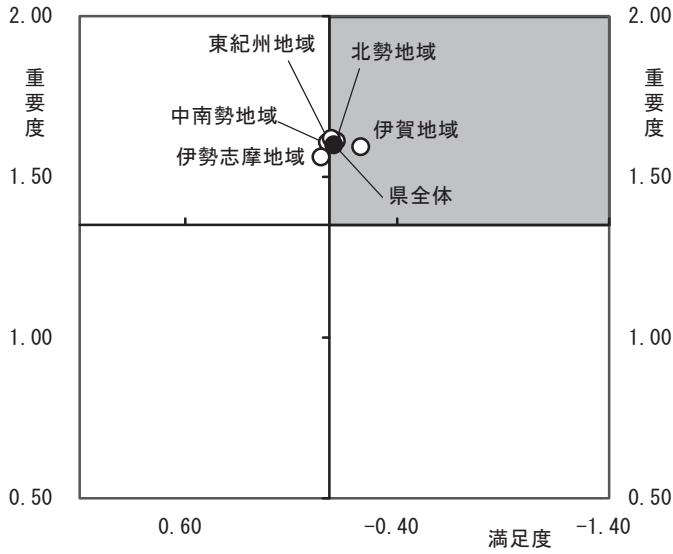 2.00
2.00
東紀州地域
北勢地域
重要度
重要度
中南勢地域
伊賀地域
伊勢志摩地域
1.50
1.50
県全体
1.00
1.00
0.50
0.50
0.60
-0.40
満足度
-1.40